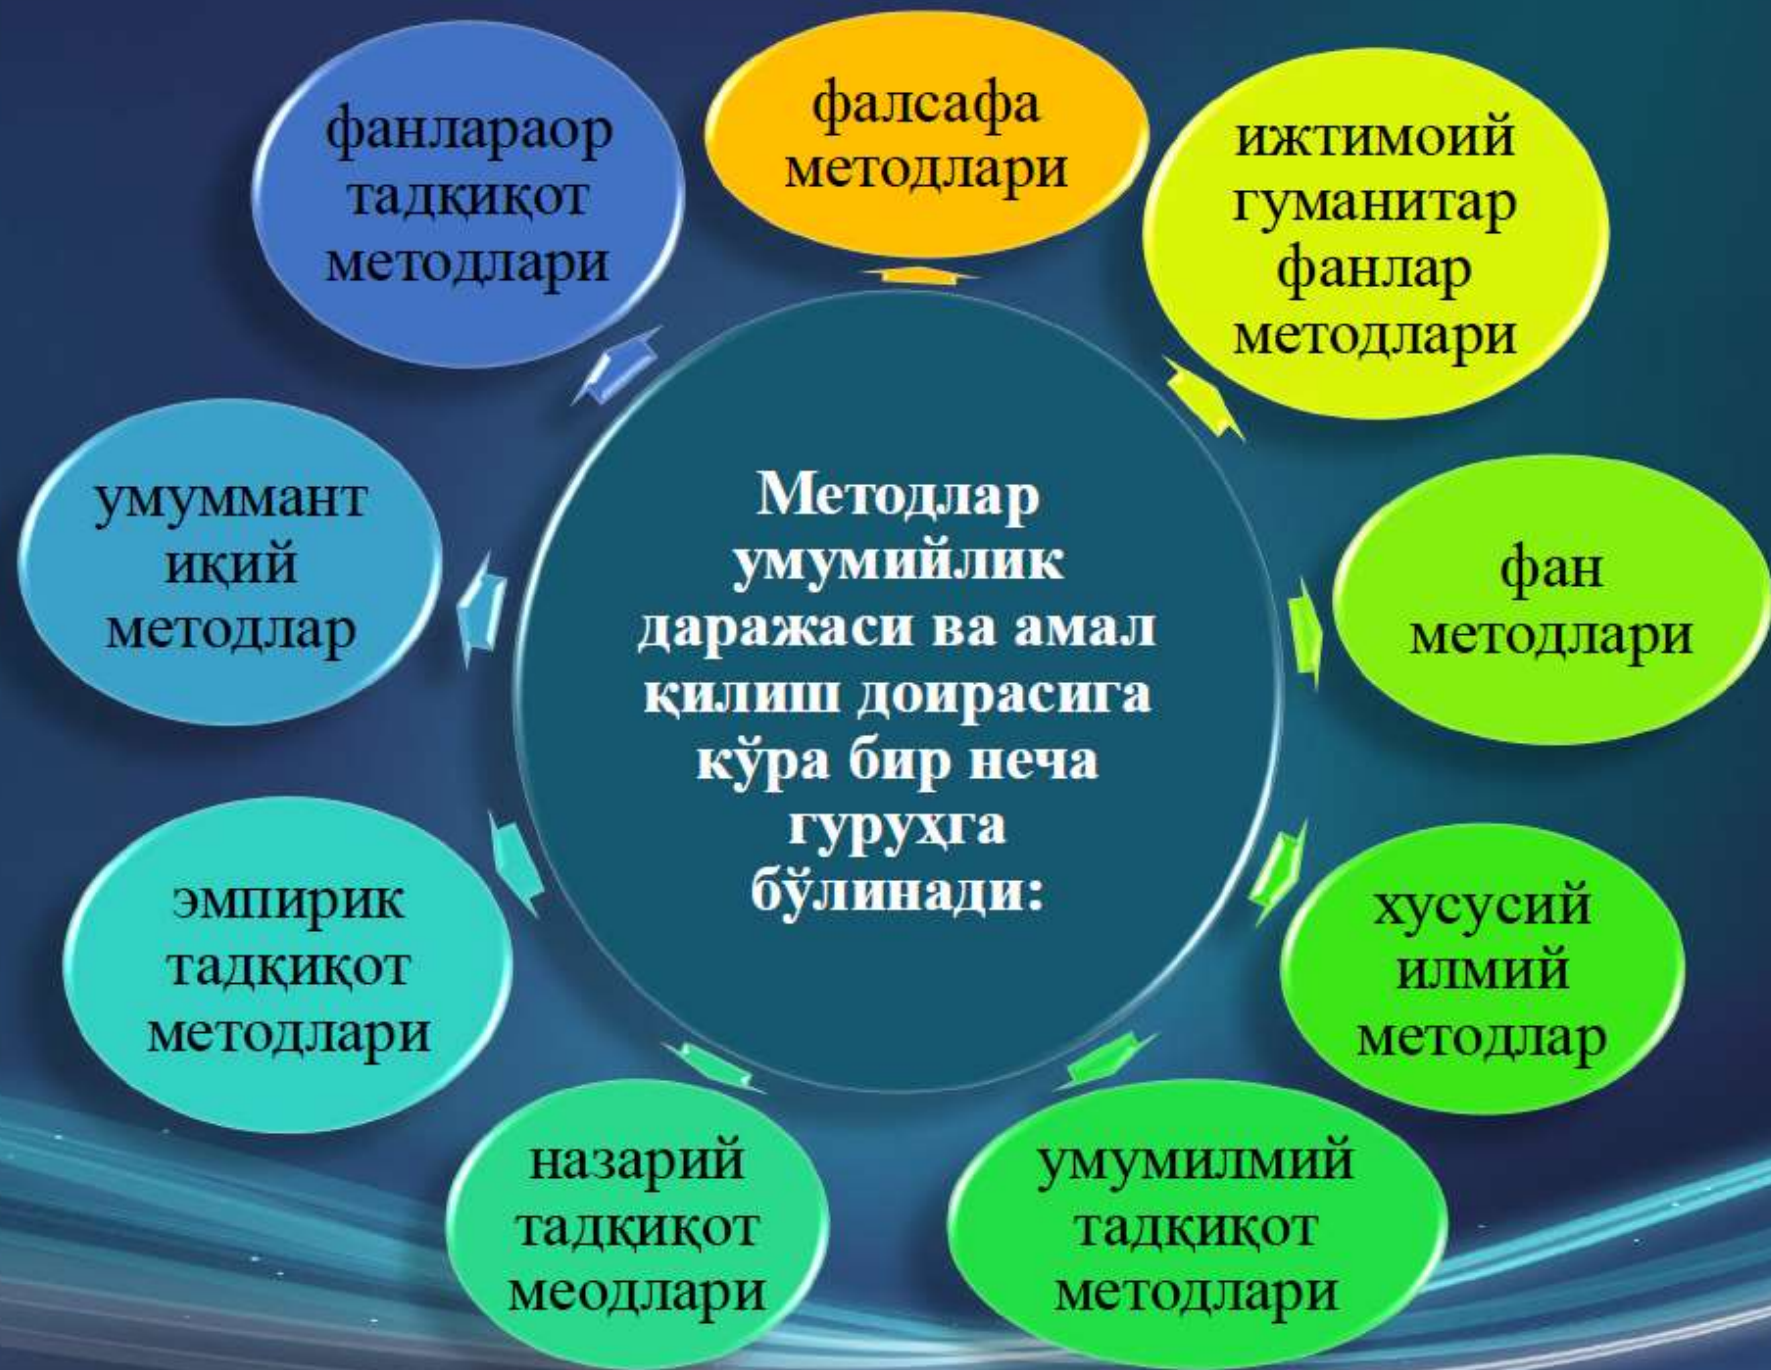 фалсафа
методлари
ижтимоий
гуманитар
фанлар
методлари
фан
методлари
хусусий
илмий
методлар
умумилмий
тадқиқот
методлари
назарий
тадқиқот
меодлари
эмпирик
тадқиқот
методлари
умуммант
иқий
методлар
фанлараор
тадқиқот
методлари
Методлар
умумийлик
даражаси ва амал
қилиш доирасига
кўра бир неча
гуруҳга
бўлинади: